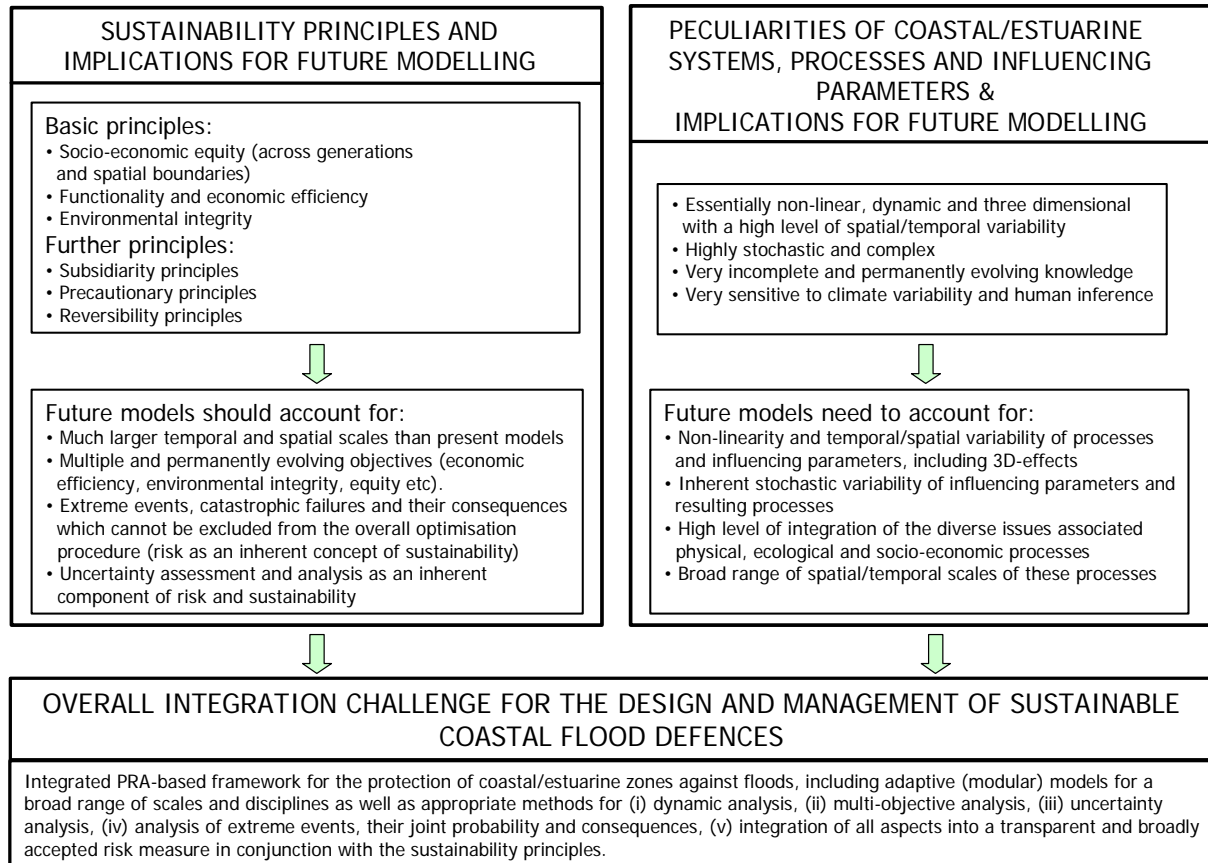 SUSTAINABILITY PRINCIPLES AND
IMPLICATIONS FOR FUTURE MODELLING
Basic principles:
• Socio-economic equity (across generations
and spatial boundaries)
• Functionality and economic efficiency
• Environmental integrity
Further principles:
• Subsidiarity principles
• Precautionary principles
• Reversibility principles
Future models should account for:
• Much larger temporal and spatial scales than present models
• Multiple and permanently evolving objectives (economic
efficiency, environmental integrity, equity etc).
• Extreme events, catastrophic failures and their consequences
which cannot be excluded from the overall optimisation
procedure (risk as an inherent concept of sustainability)
• Uncertainty assessment and analysis as an inherent
component of risk and sustainability
PECULIARITIES OF COASTAL/ESTUARINE
SYSTEMS, PROCESSES AND INFLUENCING
PARAMETERS &
IMPLICATIONS FOR FUTURE MODELLING
• Essentially non-linear, dynamic and three dimensional
with a high level of spatial/temporal variability
• Highly stochastic and complex
• Very incomplete and permanently evolving knowledge
• Very sensitive to climate variability and human inference
Future models need to account for:
• Non-linearity and temporal/spatial variability of processes
and influencing parameters, including 3D-effects
• Inherent stochastic variability of influencing parameters and
resulting processes
• High level of integration of the diverse issues associated
physical, ecological and socio-economic processes
• Broad range of spatial/temporal scales of these processes
OVERALL INTEGRATION CHALLENGE FOR THE DESIGN AND MANAGEMENT OF SUSTAINABLE
COASTAL FLOOD DEFENCES
Integrated PRA-based framework for the protection of coastal/estuarine zones against floods, including adaptive (modular) models for a
broad range of scales and disciplines as well as appropriate methods for (i) dynamic analysis, (ii) multi-objective analysis, (iii) uncertainty
analysis, (iv) analysis of extreme events, their joint probability and consequences, (v) integration of all aspects into a transparent and broadly
accepted risk measure in conjunction with the sustainability principles.